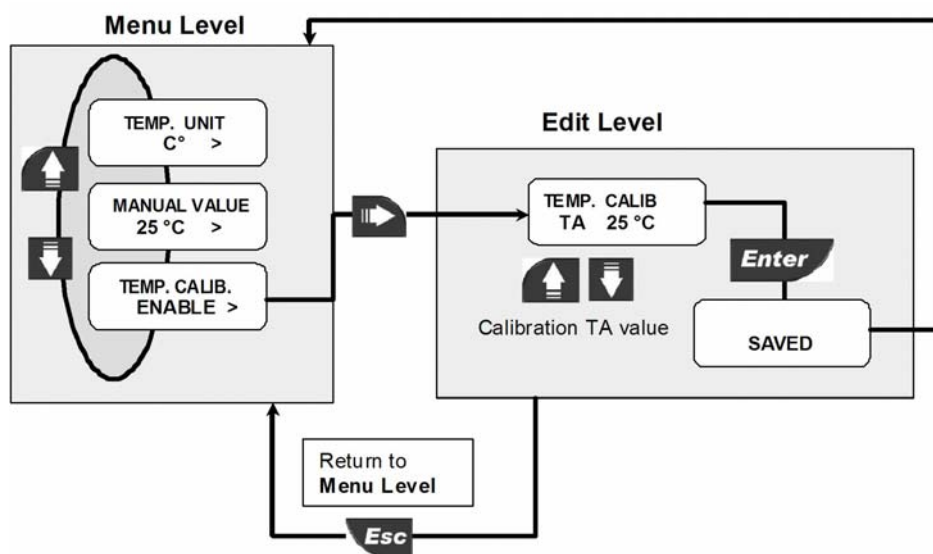 Menu Level
TEMP. UNIT
C° >
MANUAL VALUE
25 °C >
TEMP. CALIB.
ENABLE >
Edit Level
TEMP. CALIB
TA 25 °C
Enter
Calibration TA value
SAVED
Return to
Menu Level
Esc